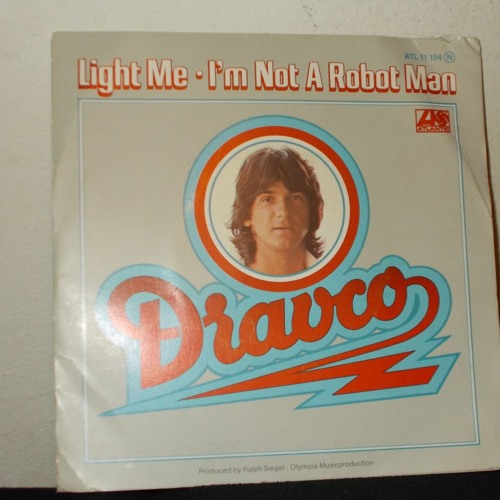 ATL 11 194 N
Light Me · I'm Not A Robot Man
ATLANTIC
Dravco
Produced by Ralph Siegel · Olympia Musicproduction